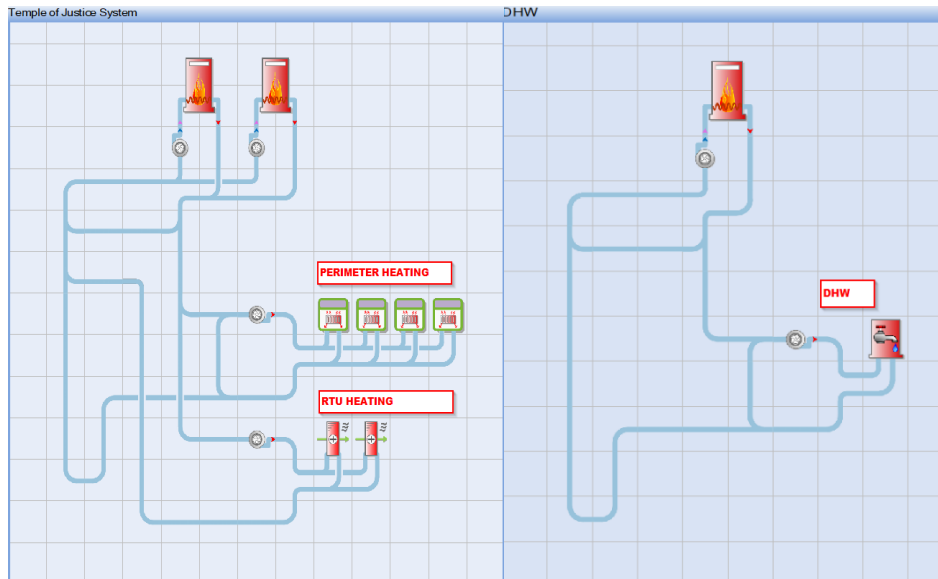 Temple of Justice System
DHW
PERIMETER HEATING
DHW
RTU HEATING